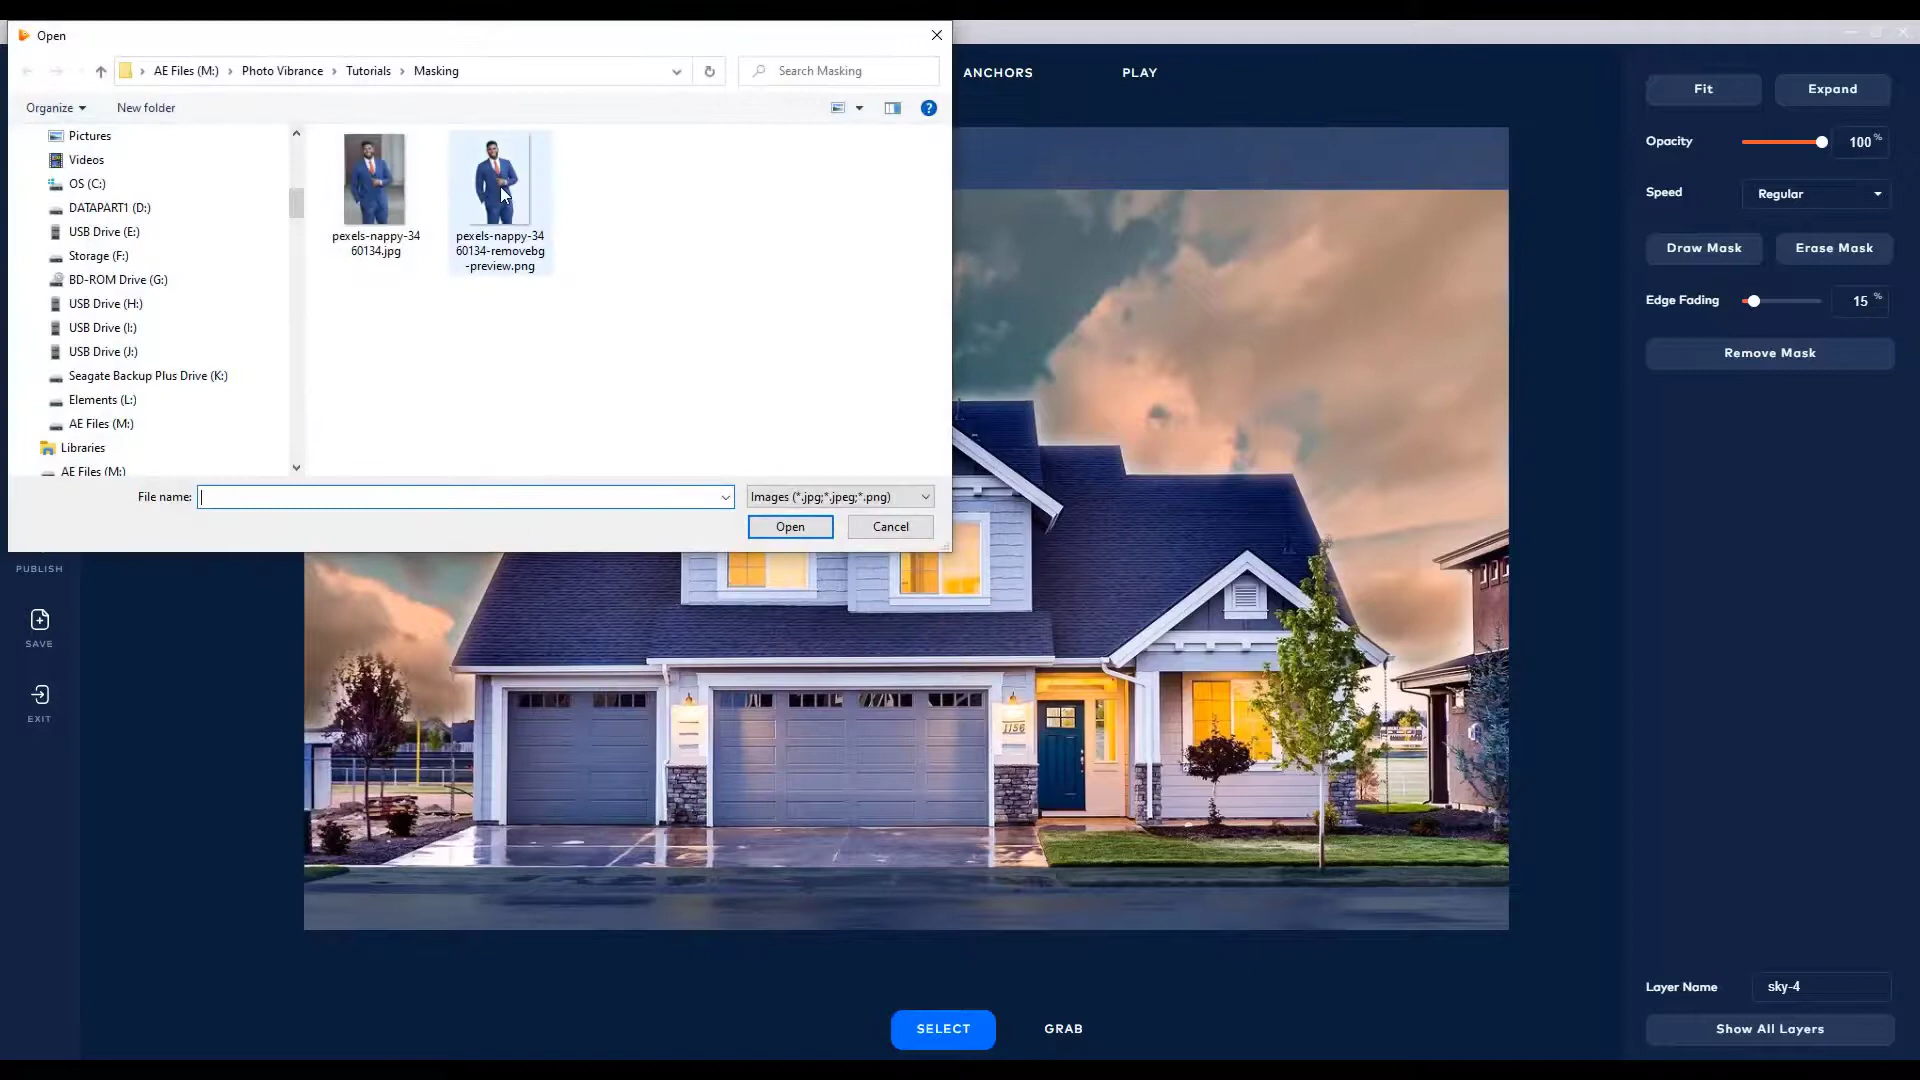 Open
AE Files (M:) Photo Vibrance Tutorials Masking
Search Masking
Organize
New folder
?
Pictures
Videos
OS (C:)
DATAPART1 (D:)
USB Drive (E:)
Storage (F:)
BD-ROM Drive (G:)
USB Drive (H:)
USB Drive (I:)
USB Drive (J:)
Seagate Backup Plus Drive (K:)
Elements (L:)
AE Files (M:)
Libraries
AE Files (M:)
pexels-nappy-34
60134.jpg
pexels-nappy-34
60134-removebg
-preview.png
File name:
Images (*.jpg;*.jpeg;*.png)
Open
Cancel
ANCHORS
PLAY
PUBLISH
SAVE
EXIT
1156
SELECT
GRAB
Fit
Expand
Opacity
100 %
Speed
Regular
Draw Mask
Erase Mask
Edge Fading
15 %
Remove Mask
Layer Name
sky-4
Show All Layers